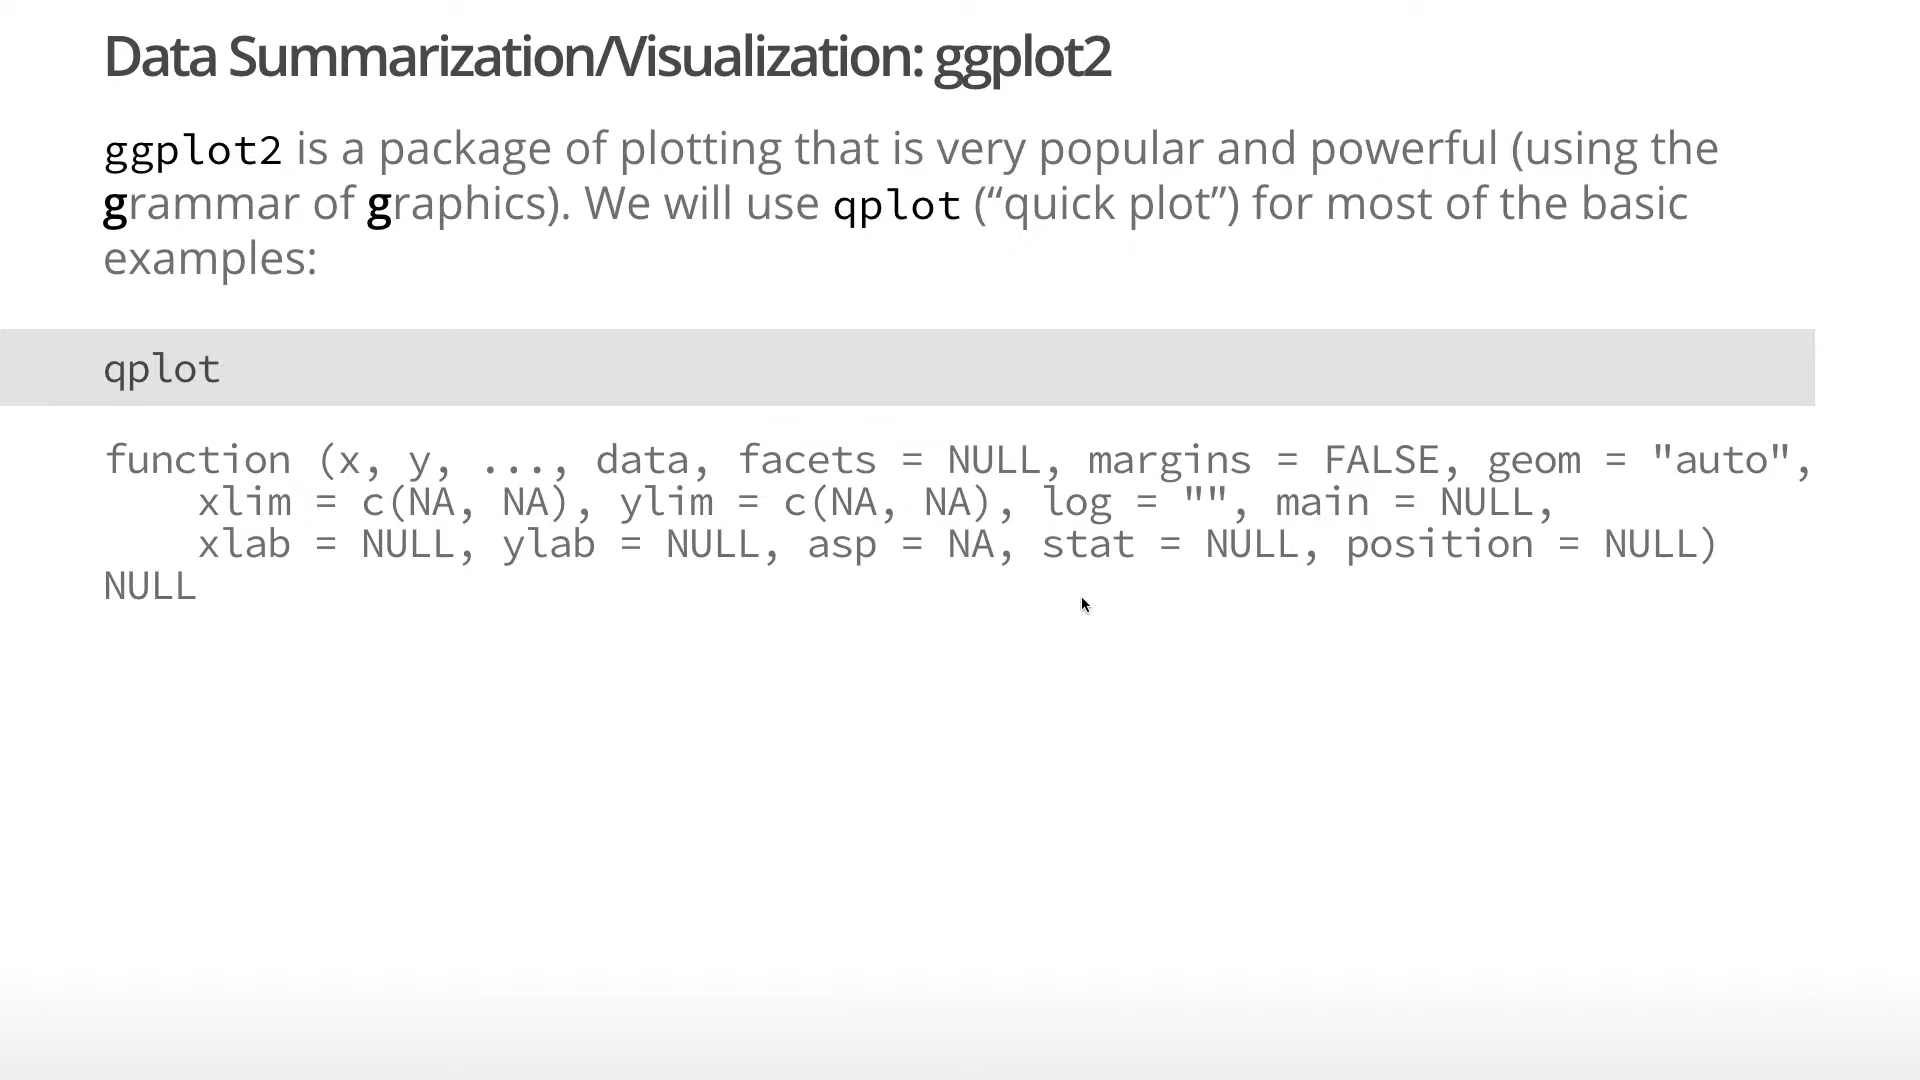 Data Summarization/Visualization: ggplot2
ggplot2 is a package of plotting that is very popular and powerful (using the
grammar of graphics). We will use qplot (“quick plot”) for most of the basic
examples:
qplot
function (x, y, ..., data, facets = NULL, margins = FALSE, geom = "auto",
    xlim = c(NA, NA), ylim = c(NA, NA), log = "", main = NULL,
    xlab = NULL, ylab = NULL, asp = NA, stat = NULL, position = NULL)
NULL